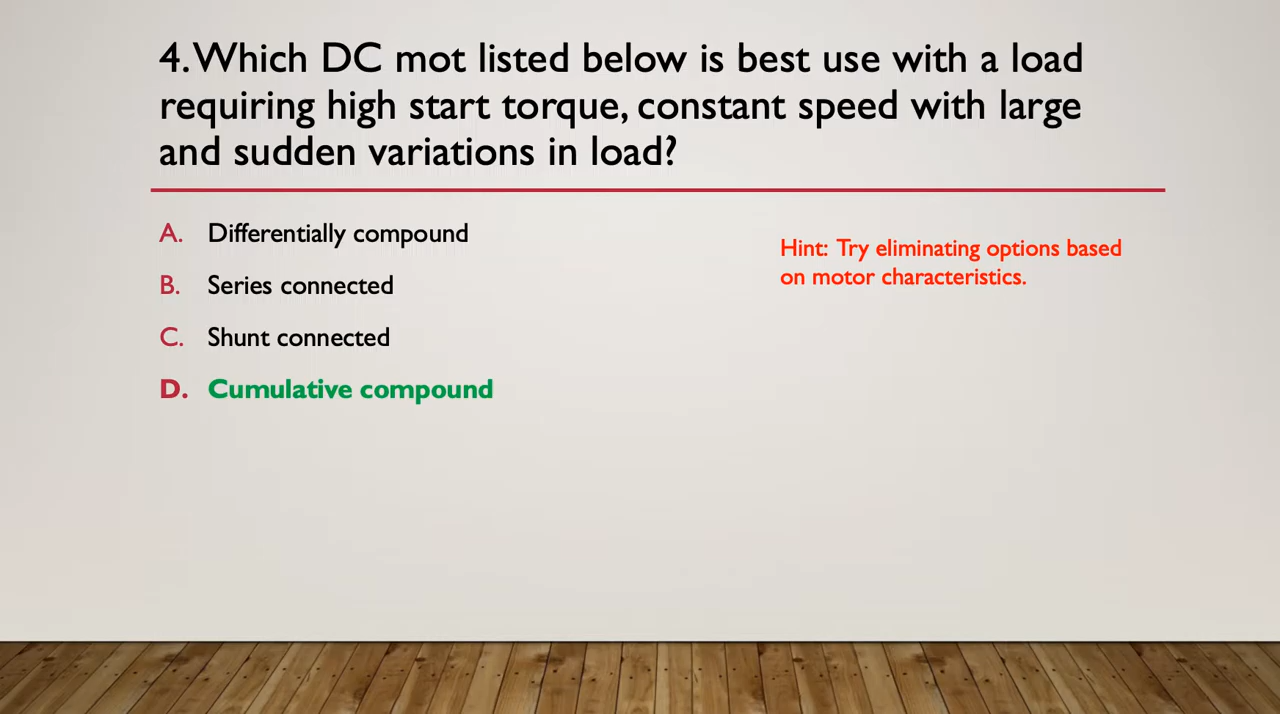 4. Which DC mot listed below is best use with a load
requiring high start torque, constant speed with large
and sudden variations in load?
A. Differentially compound
B. Series connected
C. Shunt connected
D. Cumulative compound
Hint: Try eliminating options based
on motor characteristics.